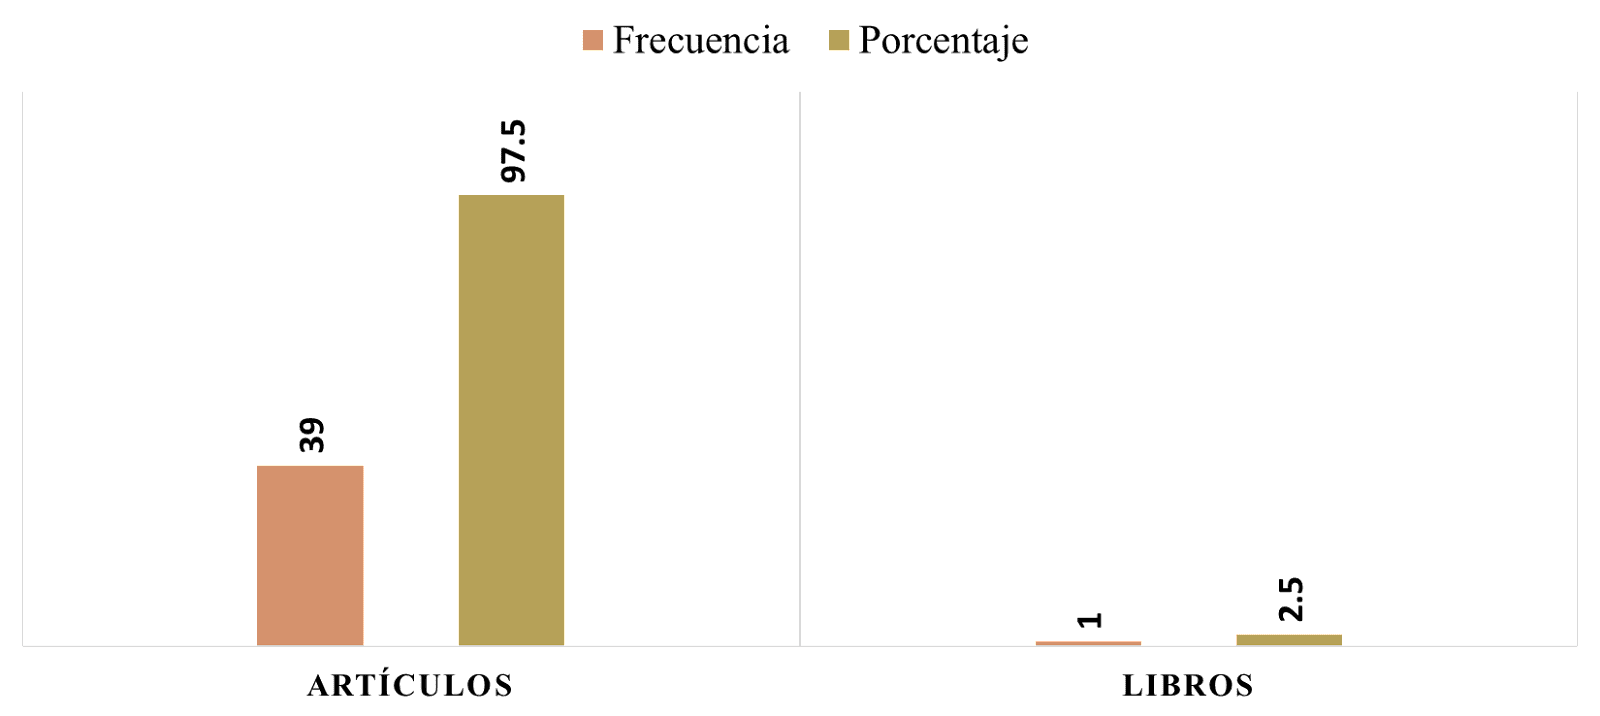 Frecuencia Porcentaje
97.5
39
2.5
1
ARTÍCULOS LIBROS